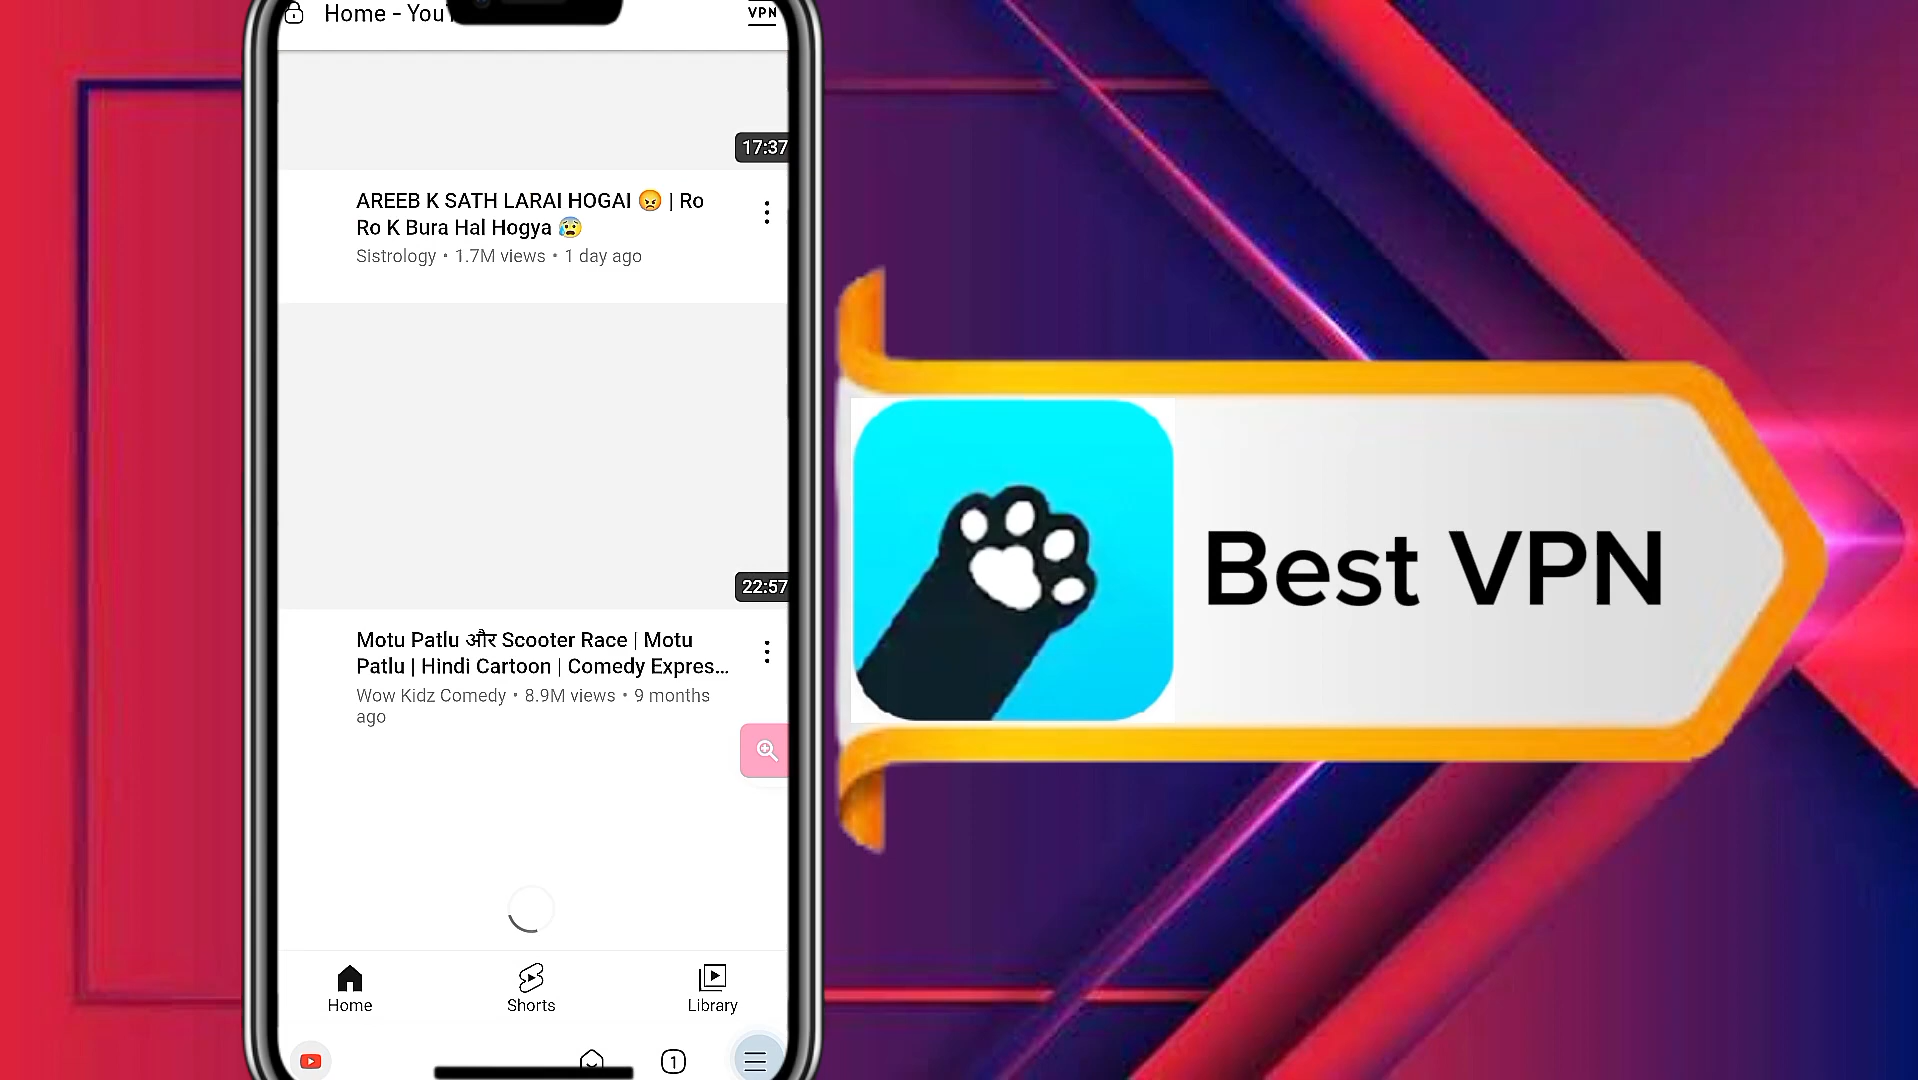 Home - YouT
VPN
17:37
AREEB K SATH LARAI HOGAI 😡 | Ro
Ro K Bura Hal Hogya 😰
Sistrology • 1.7M views • 1 day ago
22:57
Motu Patlu और Scooter Race | Motu
Patlu | Hindi Cartoon | Comedy Expres...
Wow Kidz Comedy • 8.9M views • 9 months
ago
Home
Shorts
Library
1
Best VPN